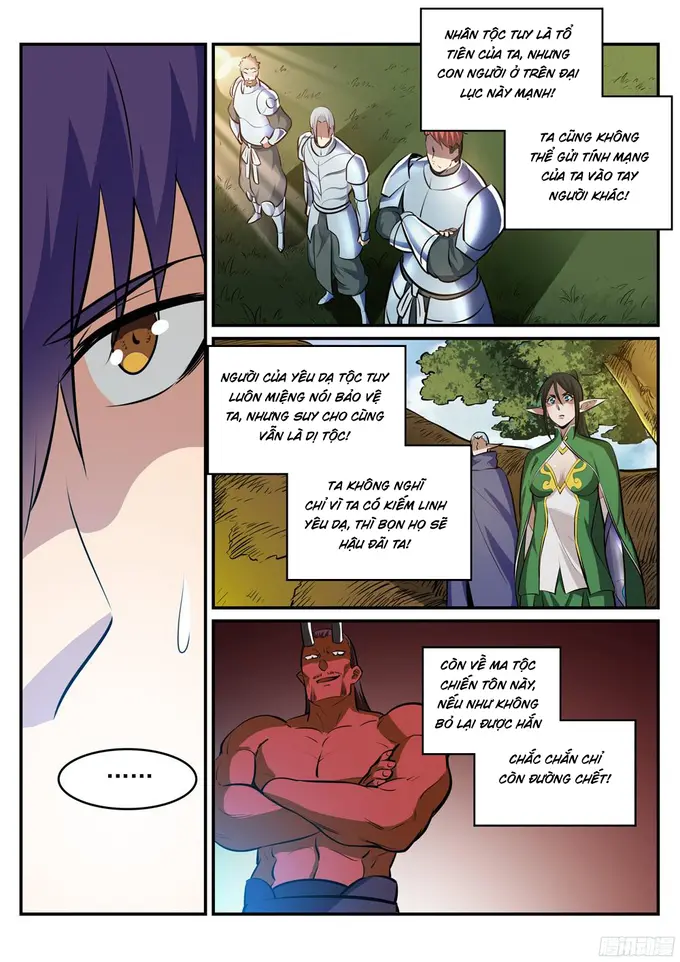 NHÂN TỘC TUY LÀ TỔ
TIÊN CỦA TA, NHƯNG
CON NGƯỜI Ở TRÊN ĐẠI
LỤC NÀY MẠNH!
TA CŨNG KHÔNG
THỂ GỬI TÍNH MẠNG
CỦA TA VÀO TAY
NGƯỜI KHÁC!
NGƯỜI CỦA YÊU DẠ TỘC TUY
LUÔN MIỆNG NÓI BẢO VỆ
TA, NHƯNG SUY CHO CÙNG
VẪN LÀ DỊ TỘC!
TA KHÔNG NGHĨ
CHỈ VÌ TA CÓ KIẾM LINH
YÊU DẠ, THÌ BỌN HỌ SẼ
HẬU ĐÃI TA!
CÒN VỀ MA TỘC
CHIẾN TÔN NÀY,
NẾU NHƯ KHÔNG
BỎ LẠI ĐƯỢC HẮN
CHẮC CHẮN CHỈ
CÒN ĐƯỜNG CHẾT!
......
腾讯动漫